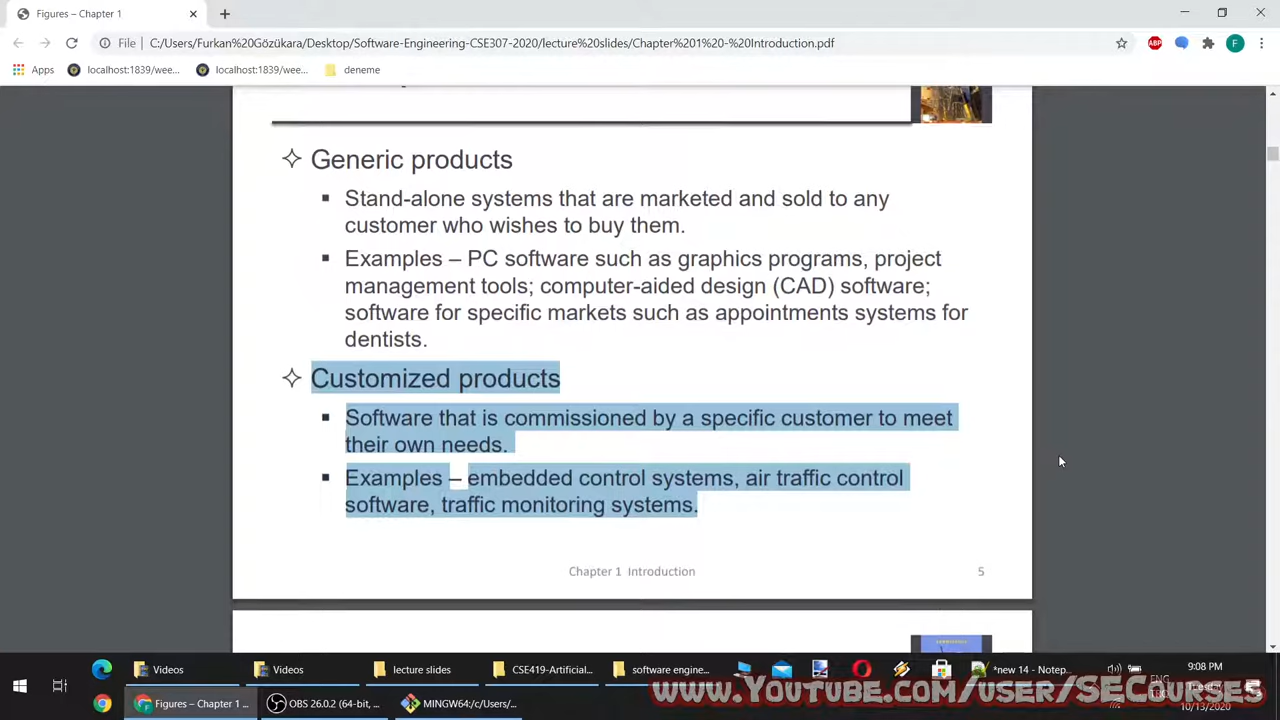 Figures – Chapter 1
File
C:/Users/Furkan%20Gözükara/Desktop/Software-Engineering-CSE307-2020/lecture%20slides/Chapter%201%20-%20Introduction.pdf
ABP
F
Apps
localhost:1839/wee...
localhost:1839/wee...
deneme
Generic products
Stand-alone systems that are marketed and sold to any
customer who wishes to buy them.
Examples – PC software such as graphics programs, project
management tools; computer-aided design (CAD) software;
software for specific markets such as appointments systems for
dentists.
Customized products
Software that is commissioned by a specific customer to meet
their own needs.
Examples – embedded control systems, air traffic control
software, traffic monitoring systems.
Chapter 1 Introduction
5
Videos
Videos
lecture slides
CSE419-Artificial...
software enginee...
*new 14 - Notep...
ENG
9:08 PM
Figures – Chapter 1 ...
OBS 26.0.2 (64-bit, ...
MINGW64:/c/Users/...
10/13/2020
www.Youtube.com/user/SECourses